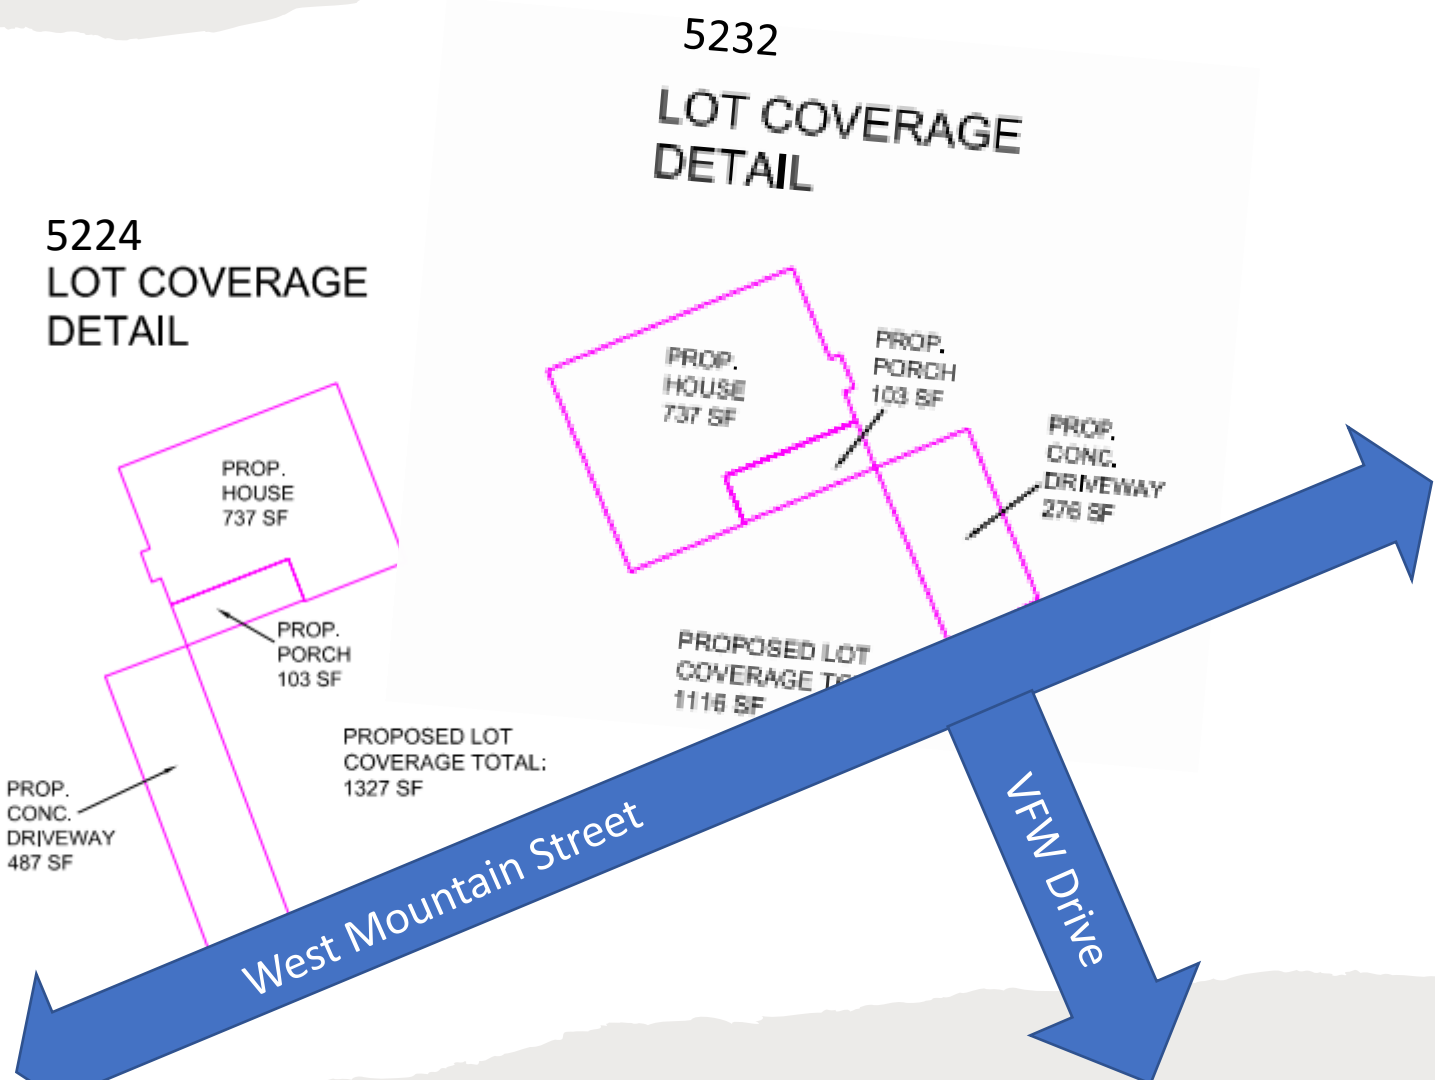 5232
LOT COVERAGE
DETAIL
5224
LOT COVERAGE
DETAIL
PROP.
HOUSE
737 SF
PROP.
PORCH
103 SF
PROP.
CONC.
DRIVEWAY
276 SF
PROPOSED LOT
COVERAGE
1116 SF
PROP.
HOUSE
737 SF
PROP.
PORCH
103 SF
PROPOSED LOT
COVERAGE TOTAL:
1327 SF
PROP.
CONC.
DRIVEWAY
487 SF
West Mountain Street
VFW Drive